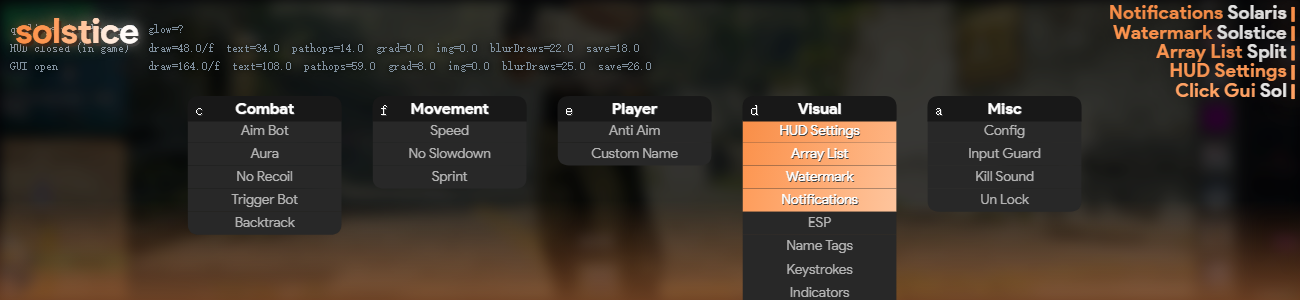 solstice
glow=?
HUD closed (in game) draw=48.0/f text=34.0 pathops=14.0 grad=0.0 img=0.0 blurDraws=22.0 save=18.0
GUI open draw=164.0/f text=108.0 pathops=59.0 grad=8.0 img=0.0 blurDraws=25.0 save=26.0
Notifications Solaris
Watermark Solstice
Array List Split
HUD Settings
Click Gui Sol
c Combat
Aim Bot
Aura
No Recoil
Trigger Bot
Backtrack
f Movement
Speed
No Slowdown
Sprint
e Player
Anti Aim
Custom Name
d Visual
HUD Settings
Array List
Watermark
Notifications
ESP
Name Tags
Keystrokes
Indicators
a Misc
Config
Input Guard
Kill Sound
Un Lock